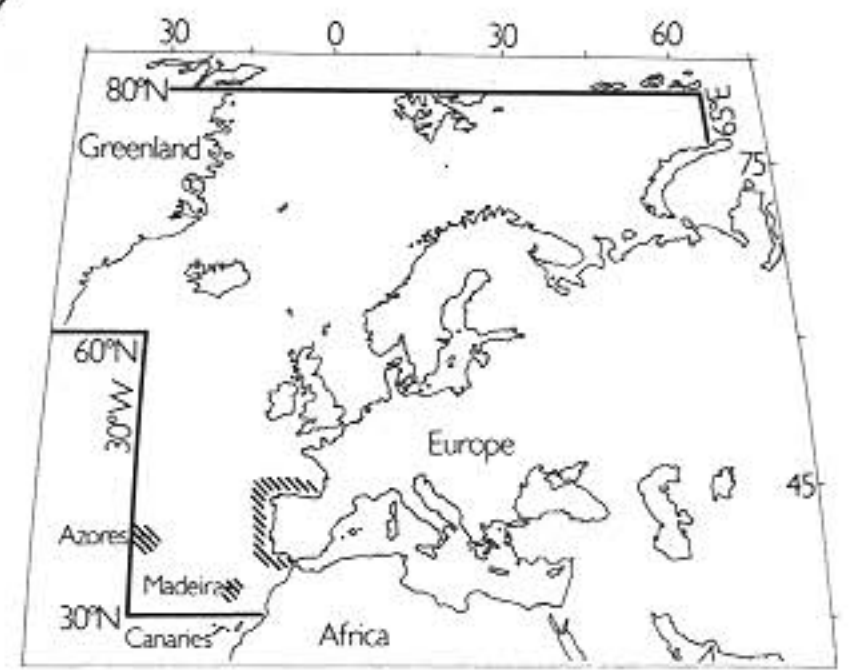 30 0 30 60
80°N
65°E
Greenland
75
60°N
30°W
Europe
45
Azores
Madeira
30°N
Canaries
Africa